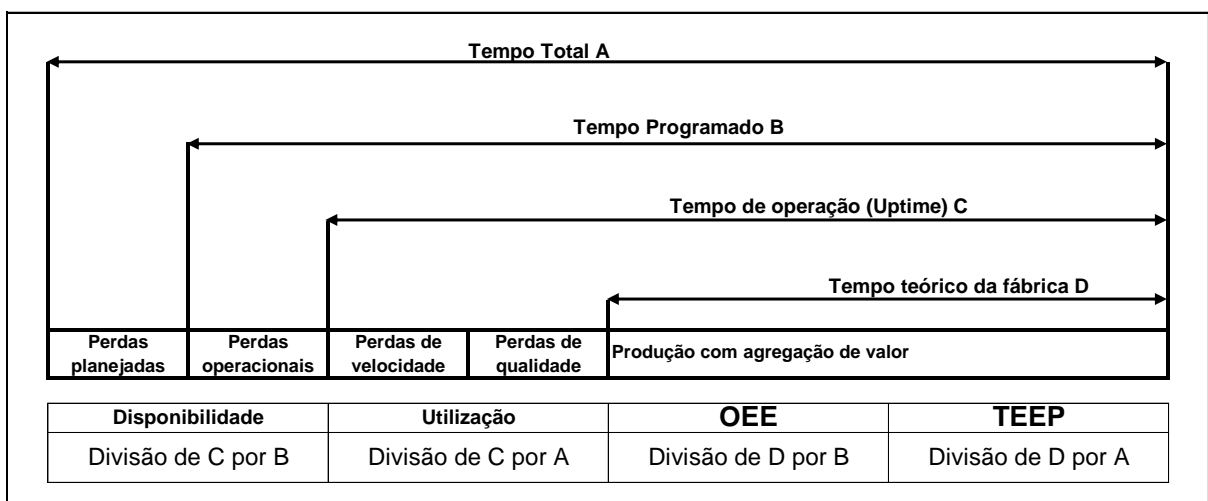 Tempo Total A
Tempo Programado B
Tempo de operação (Uptime) C
Tempo teórico da fábrica D
Perdas planejadas
Perdas operacionais
Perdas de velocidade
Perdas de qualidade
Produção com agregação de valor
Disponibilidade
Utilização
OEE
TEEP
Divisão de C por B
Divisão de C por A
Divisão de D por B
Divisão de D por A